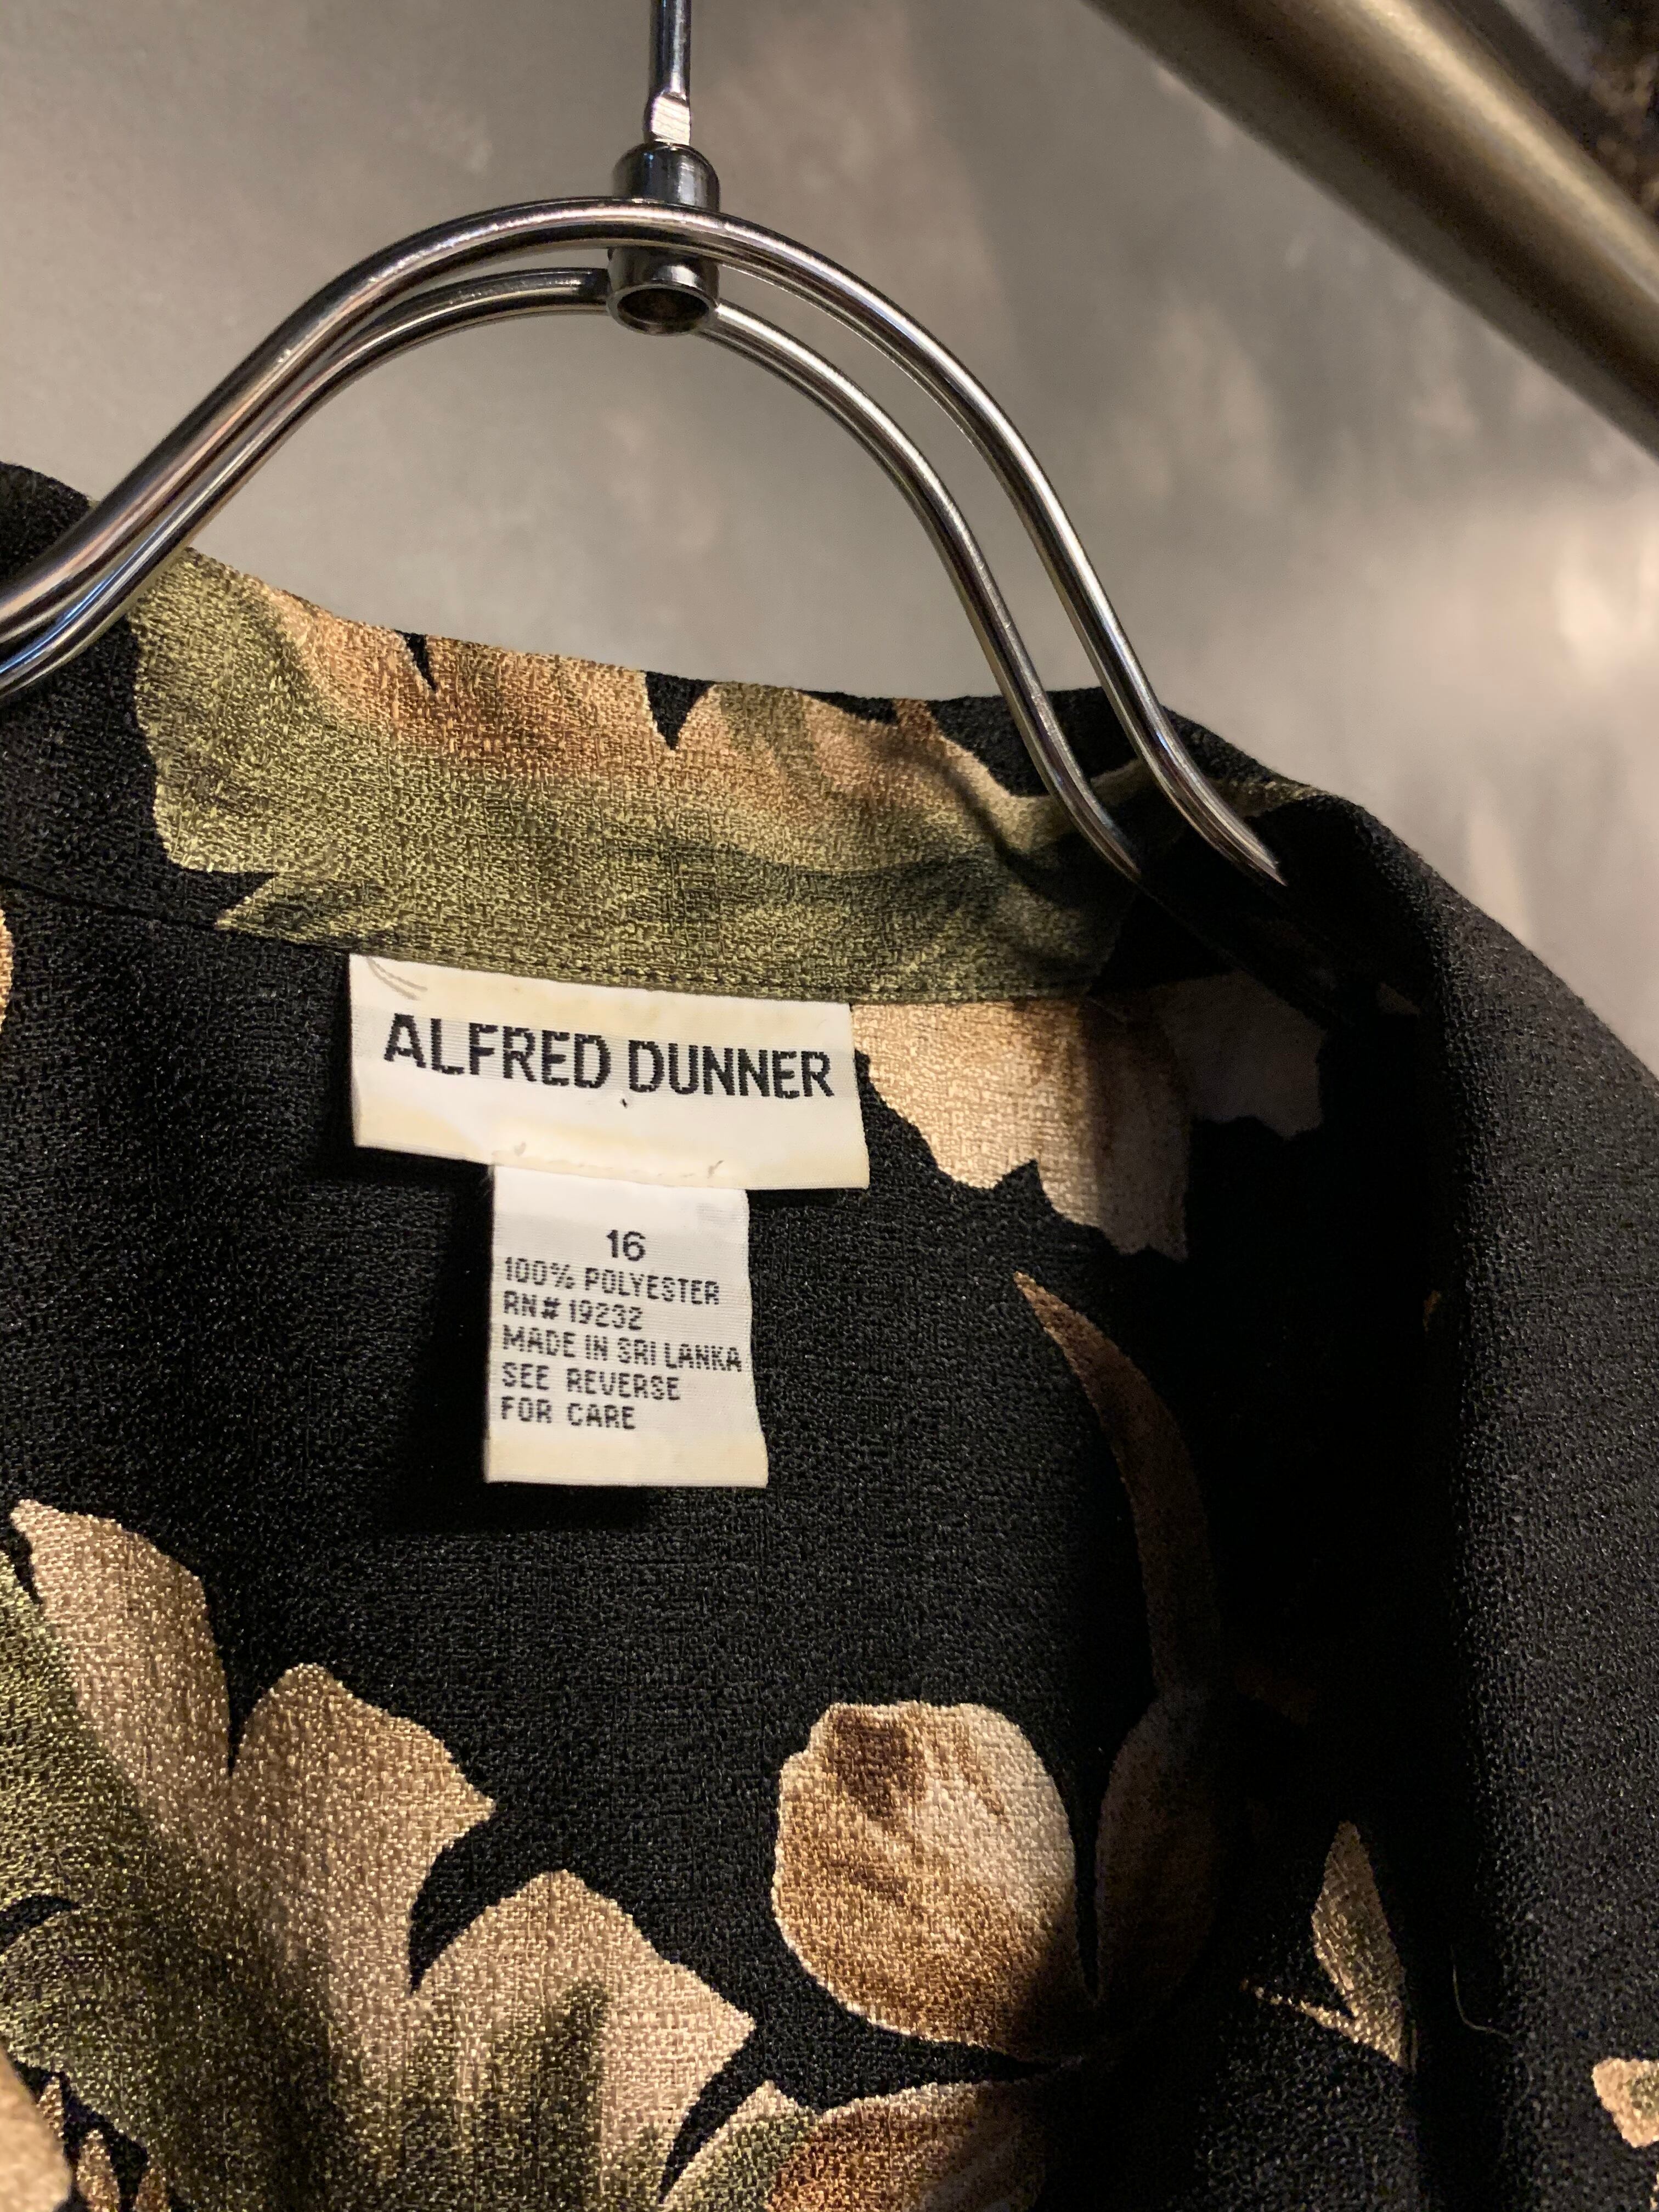 ALFRED DUNNER
16
100% POLYESTER
RN# 19232
MADE IN SRI LANKA
SEE REVERSE
FOR CARE